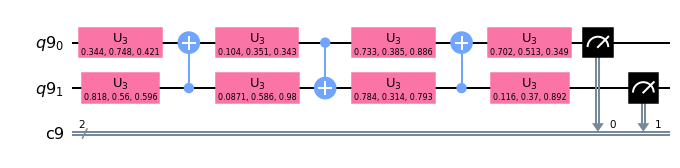 U3 U3 U3 U3
q90 0.344, 0.748, 0.421 0.104, 0.351, 0.343 0.733, 0.385, 0.886 0.702, 0.513, 0.349
U3 U3 U3 U3
q91 0.818, 0.56, 0.596 0.0871, 0.586, 0.98 0.784, 0.314, 0.793 0.116, 0.37, 0.892
c9 2 0 1